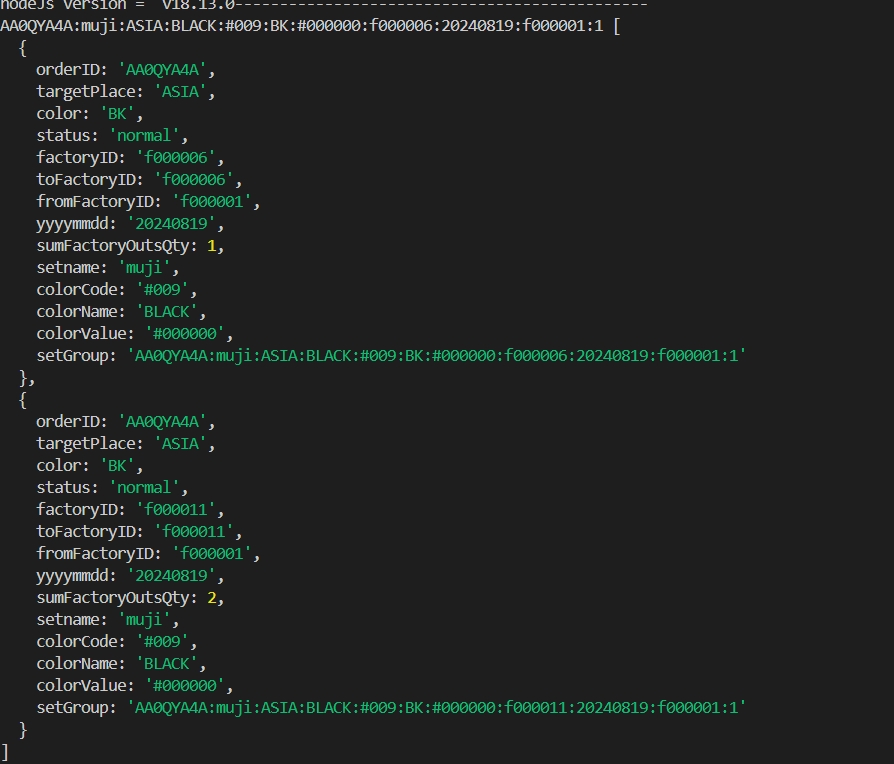 nodeJs version =  v18.13.0----------------------------------------------
AA0QYA4A:muji:ASIA:BLACK:#009:BK:#000000:f000006:20240819:f000001:1 [
  {
    orderID: 'AA0QYA4A',
    targetPlace: 'ASIA',
    color: 'BK',
    status: 'normal',
    factoryID: 'f000006',
    toFactoryID: 'f000006',
    fromFactoryID: 'f000001',
    yyyymmdd: '20240819',
    sumFactoryOutsQty: 1,
    setname: 'muji',
    colorCode: '#009',
    colorName: 'BLACK',
    colorValue: '#000000',
    setGroup: 'AA0QYA4A:muji:ASIA:BLACK:#009:BK:#000000:f000006:20240819:f000001:1'
  },
  {
    orderID: 'AA0QYA4A',
    targetPlace: 'ASIA',
    color: 'BK',
    status: 'normal',
    factoryID: 'f000011',
    toFactoryID: 'f000011',
    fromFactoryID: 'f000001',
    yyyymmdd: '20240819',
    sumFactoryOutsQty: 2,
    setname: 'muji',
    colorCode: '#009',
    colorName: 'BLACK',
    colorValue: '#000000',
    setGroup: 'AA0QYA4A:muji:ASIA:BLACK:#009:BK:#000000:f000011:20240819:f000001:1'
  }
]